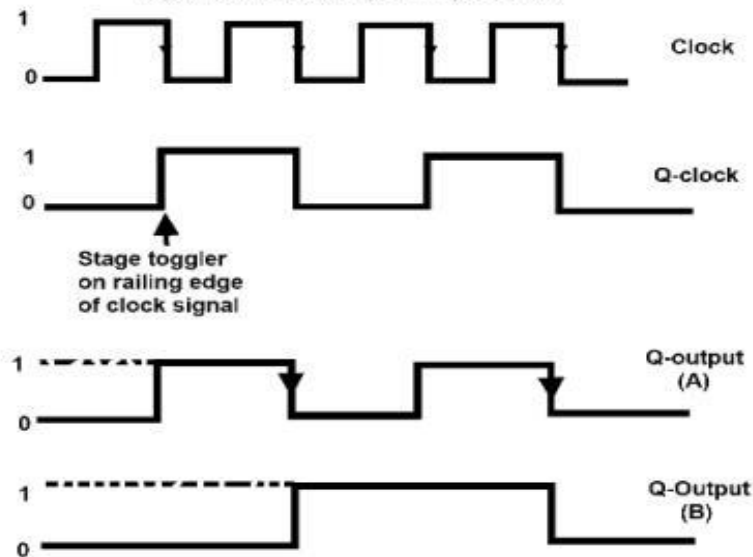 1
Clock
0
1
Q-clock
0
Stage toggler
on railing edge
of clock signal
1
Q-output
(A)
0
1
Q-Output
(B)
0